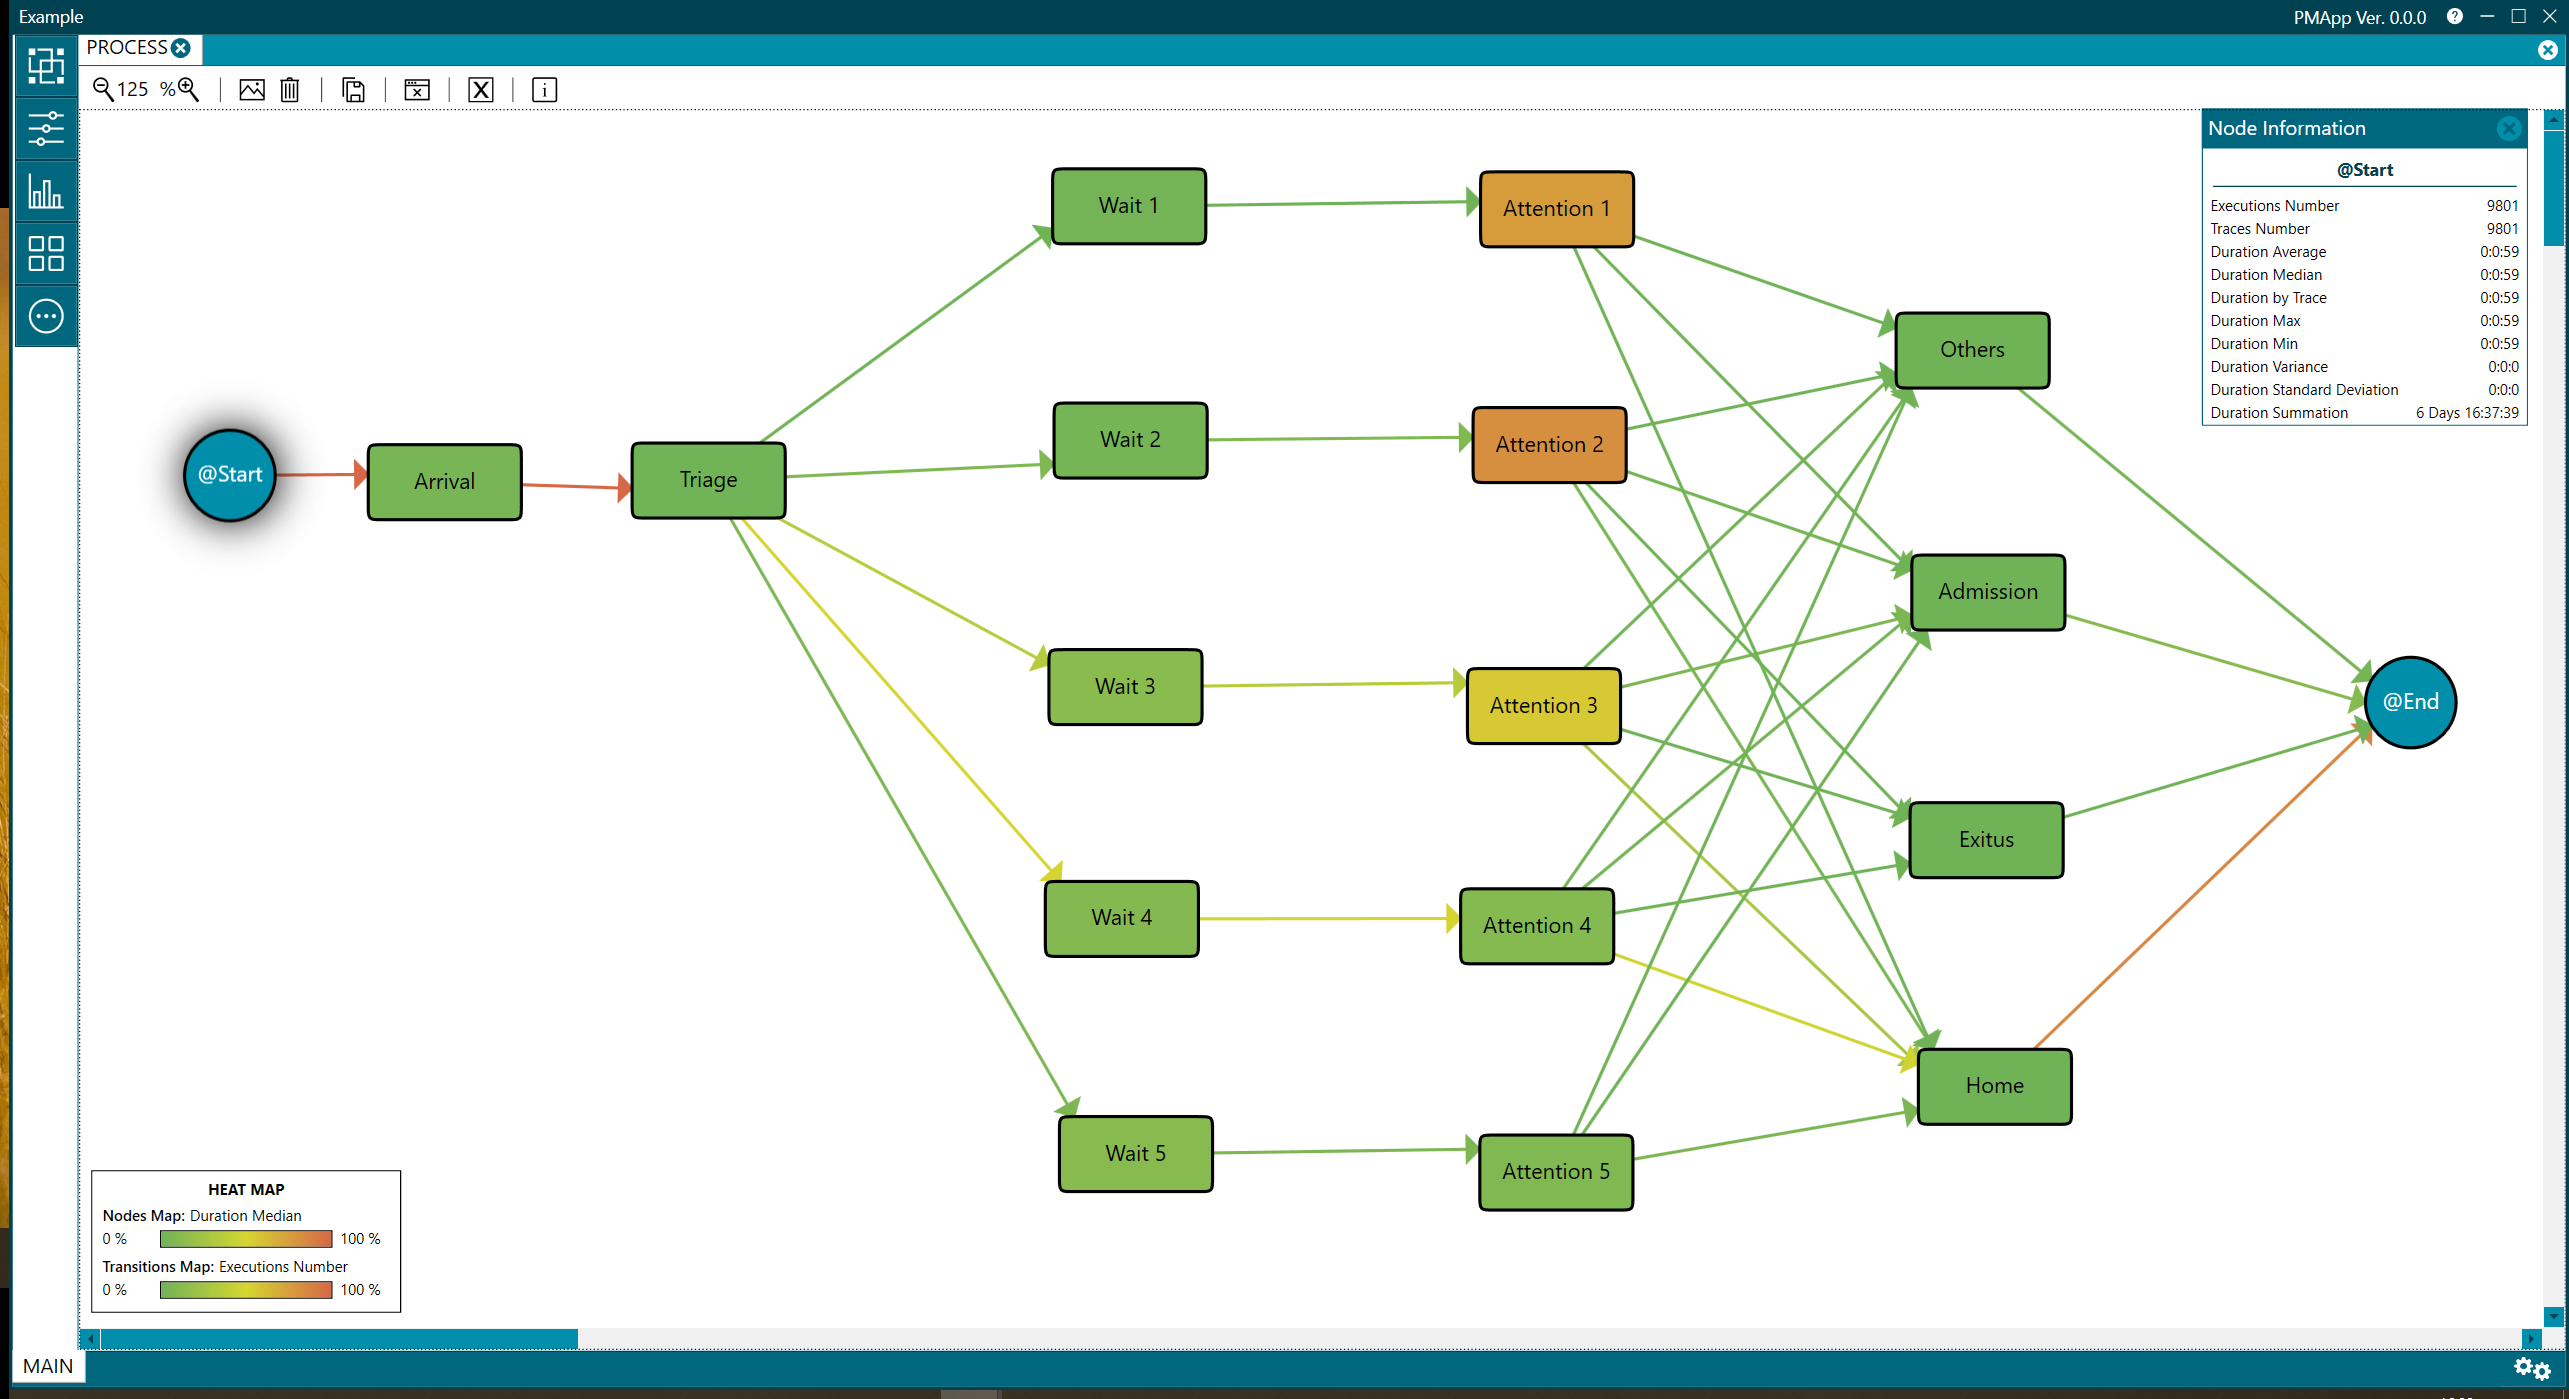 Example
PMApp Ver. 0.0.0
PROCESS
125 %
Node Information
@Start
Executions Number 9801
Traces Number 9801
Duration Average 0:0:59
Duration Median 0:0:59
Duration by Trace 0:0:59
Duration Max 0:0:59
Duration Min 0:0:59
Duration Variance 0:0:0
Duration Standard Deviation 0:0:0
Duration Summation 6 Days 16:37:39
Wait 1
Attention 1
Others
Wait 2
Attention 2
@Start
Arrival
Triage
Admission
Wait 3
Attention 3
@End
Exitus
Wait 4
Attention 4
Home
Wait 5
Attention 5
HEAT MAP
Nodes Map: Duration Median
0 % 100 %
Transitions Map: Executions Number
0 % 100 %
MAIN